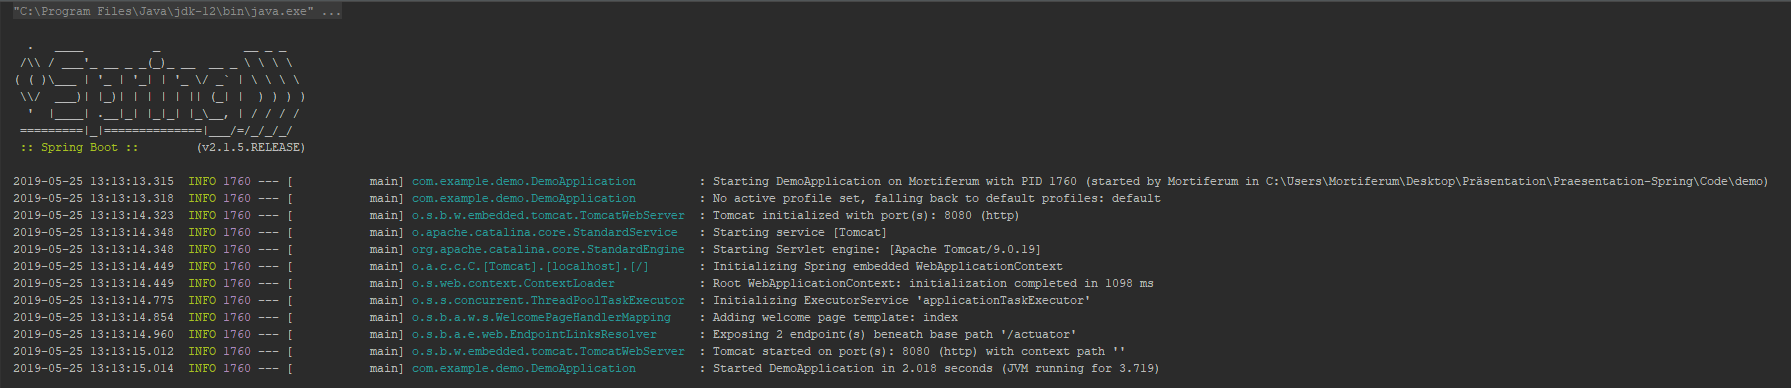 "C:\Program Files\Java\jdk-12\bin\java.exe" ...
  .   ____          _            __ _ _
 /\\ / ___'_ __ _ _(_)_ __  __ _ \ \ \ \
( ( )\___ | '_ | '_| | '_ \/ _` | \ \ \ \
 \\/  ___)| |_)| | | | | || (_| |  ) ) ) )
  '  |____| .__|_| |_|_| |_\__, | / / / /
 =========|_|==============|___/=/_/_/_/
 :: Spring Boot ::        (v2.1.5.RELEASE)
2019-05-25 13:13:13.315  INFO 1760 --- [           main] com.example.demo.DemoApplication         : Starting DemoApplication on Mortiferum with PID 1760 (started by Mortiferum in C:\Users\Mortiferum\Desktop\Präsentation\Praesentation-Spring\Code\demo)
2019-05-25 13:13:13.318  INFO 1760 --- [           main] com.example.demo.DemoApplication         : No active profile set, falling back to default profiles: default
2019-05-25 13:13:14.323  INFO 1760 --- [           main] o.s.b.w.embedded.tomcat.TomcatWebServer  : Tomcat initialized with port(s): 8080 (http)
2019-05-25 13:13:14.348  INFO 1760 --- [           main] o.apache.catalina.core.StandardService   : Starting service [Tomcat]
2019-05-25 13:13:14.348  INFO 1760 --- [           main] org.apache.catalina.core.StandardEngine  : Starting Servlet engine: [Apache Tomcat/9.0.19]
2019-05-25 13:13:14.449  INFO 1760 --- [           main] o.a.c.c.C.[Tomcat].[localhost].[/]       : Initializing Spring embedded WebApplicationContext
2019-05-25 13:13:14.449  INFO 1760 --- [           main] o.s.web.context.ContextLoader            : Root WebApplicationContext: initialization completed in 1098 ms
2019-05-25 13:13:14.775  INFO 1760 --- [           main] o.s.s.concurrent.ThreadPoolTaskExecutor  : Initializing ExecutorService 'applicationTaskExecutor'
2019-05-25 13:13:14.854  INFO 1760 --- [           main] o.s.b.a.w.s.WelcomePageHandlerMapping    : Adding welcome page template: index
2019-05-25 13:13:14.960  INFO 1760 --- [           main] o.s.b.a.e.web.EndpointLinksResolver      : Exposing 2 endpoint(s) beneath base path '/actuator'
2019-05-25 13:13:15.012  INFO 1760 --- [           main] o.s.b.w.embedded.tomcat.TomcatWebServer  : Tomcat started on port(s): 8080 (http) with context path ''
2019-05-25 13:13:15.014  INFO 1760 --- [           main] com.example.demo.DemoApplication         : Started DemoApplication in 2.018 seconds (JVM running for 3.719)